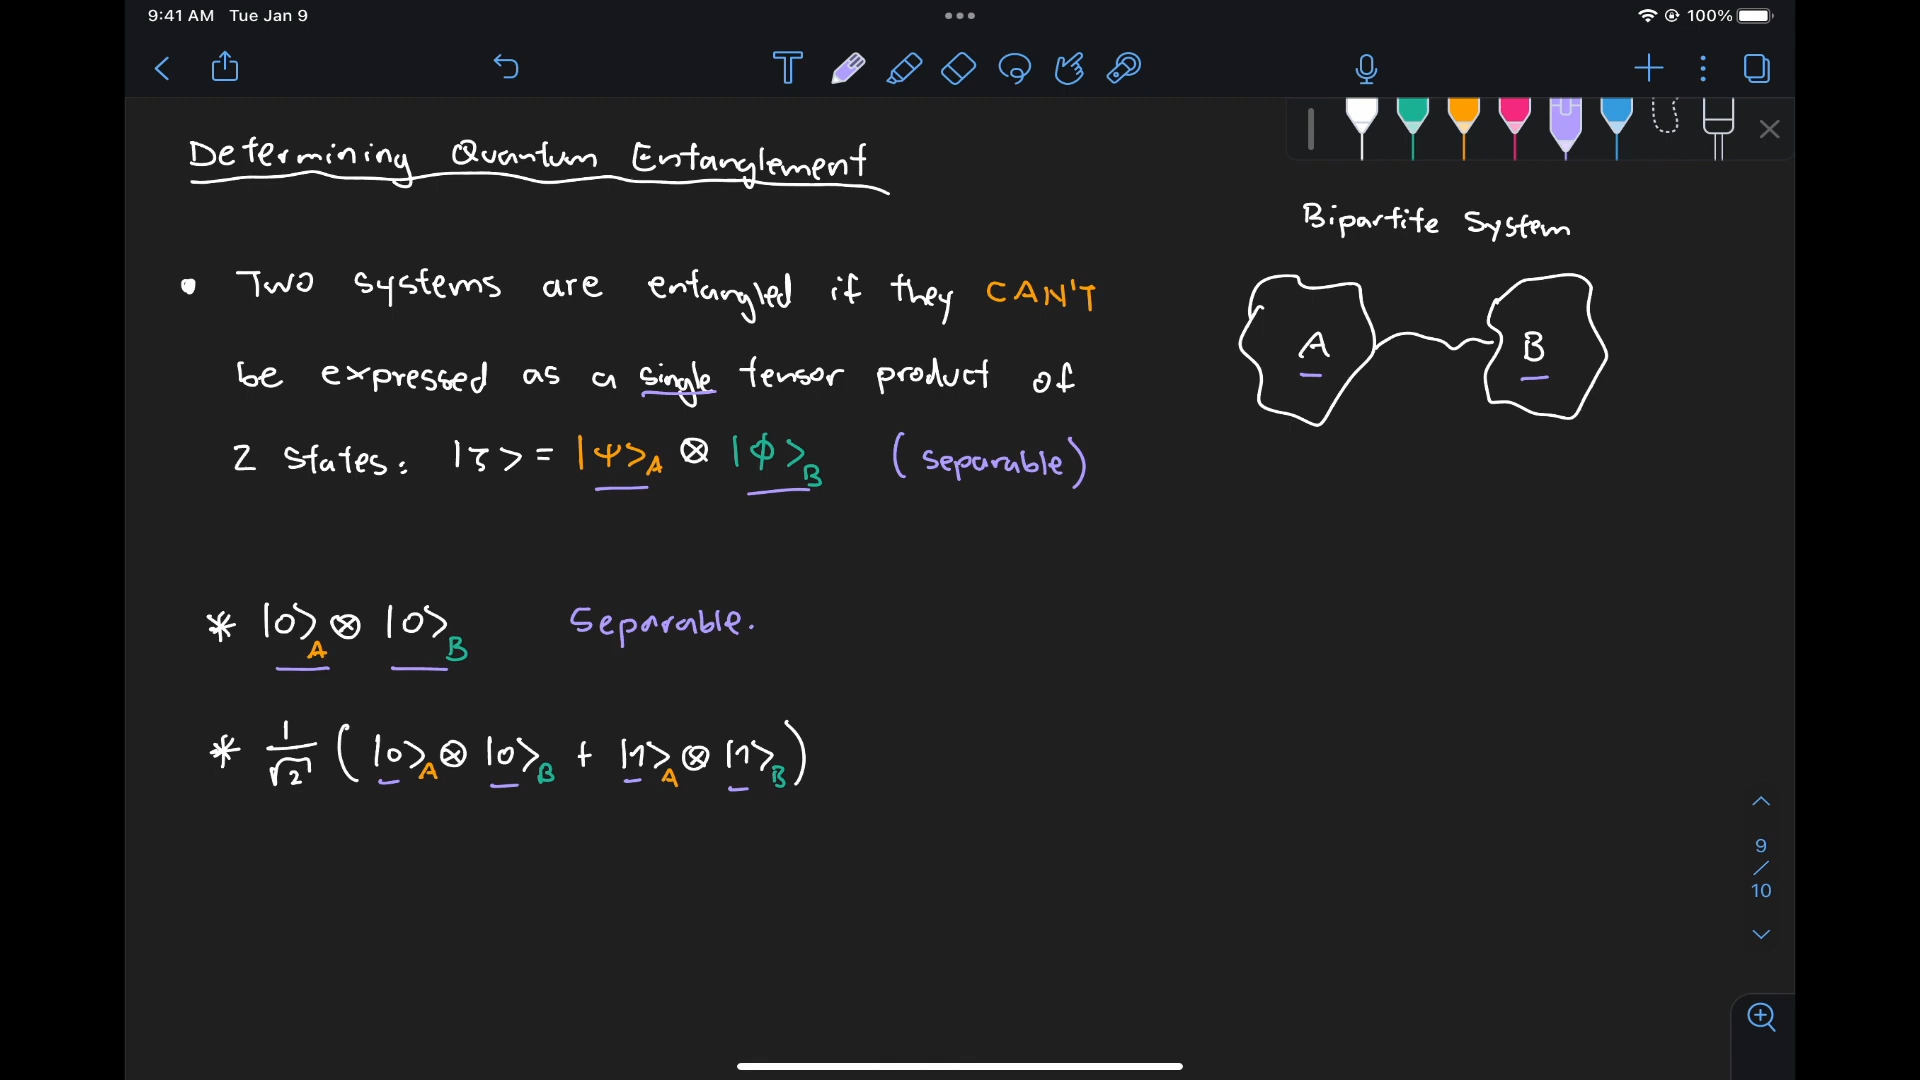 9:41 AM Tue Jan 9
100%
Determining Quantum Entanglement
Bipartite System
• Two systems are entangled if they CAN'T
be expressed as a single tensor product of
2 states: |ζ> = |ψ>A ⊗ |ϕ>B (separable)
A B
* |0>A ⊗ |0>B Separable.
* 1/√2 (|0>A ⊗ |0>B + |1>A ⊗ |1>B)
9
/
10